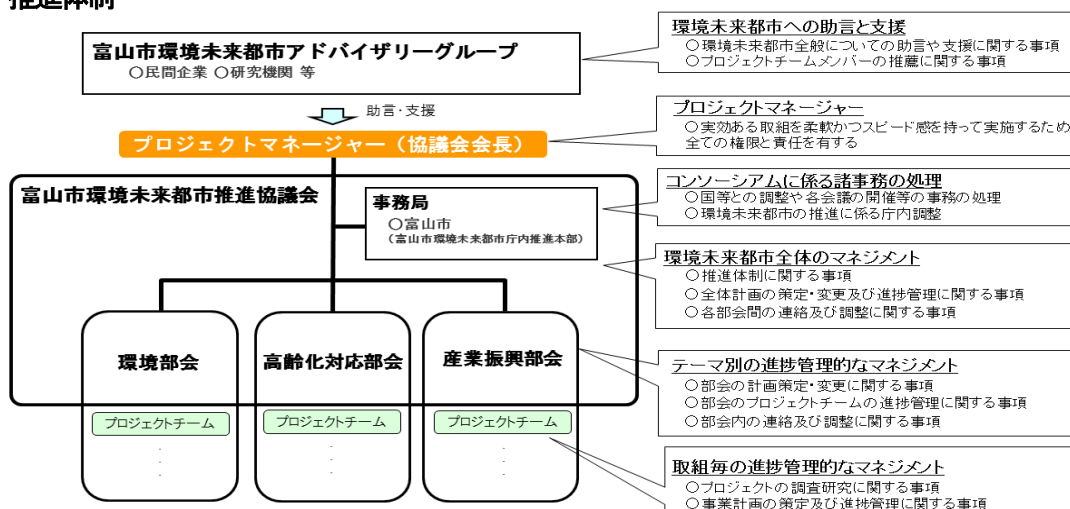 推進体制
富山市環境未来都市アドバイザリーグループ
○民間企業 ○研究機関 等
助言・支援
プロジェクトマネージャー（協議会会長）
富山市環境未来都市推進協議会
事務局
○富山市
（富山市環境未来都市庁内推進本部）
環境部会
高齢化対応部会
産業振興部会
プロジェクトチーム
プロジェクトチーム
プロジェクトチーム
環境未来都市への助言と支援
○環境未来都市全般についての助言や支援に関する事項
○プロジェクトチームメンバーの推薦に関する事項
プロジェクトマネージャー
○実効ある取組を柔軟かつスピード感を持って実施するため
全ての権限と責任を有する
コンソーシアムに係る諸事務の処理
○国等との調整や各会議の開催等の事務の処理
○環境未来都市の推進に係る庁内調整
環境未来都市全体のマネジメント
○推進体制に関する事項
○全体計画の策定・変更及び進捗管理に関する事項
○各部会間の連絡及び調整に関する事項
テーマ別の進捗管理的なマネジメント
○部会の計画策定・変更に関する事項
○部会のプロジェクトチームの進捗管理に関する事項
○部会内の連絡及び調整に関する事項
取組毎の進捗管理的なマネジメント
○プロジェクトの調査研究に関する事項
○事業計画の策定及び進捗管理に関する事項